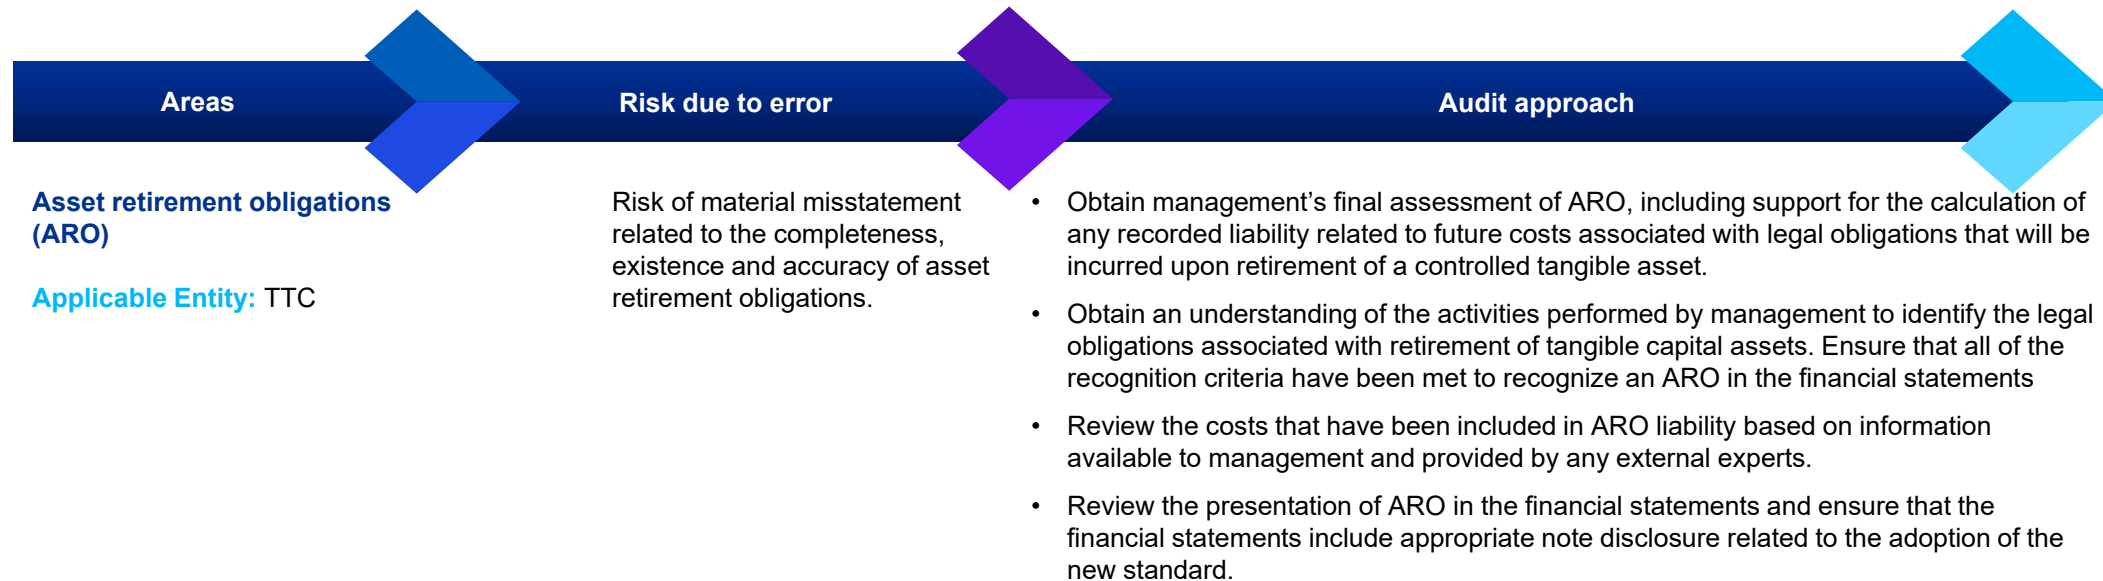 Areas
Risk due to error
Audit approach
Asset retirement obligations
(ARO)
Applicable Entity: TTC
Risk of material misstatement
related to the completeness,
existence and accuracy of asset
retirement obligations.
• Obtain management’s final assessment of ARO, including support for the calculation of
any recorded liability related to future costs associated with legal obligations that will be
incurred upon retirement of a controlled tangible asset.
• Obtain an understanding of the activities performed by management to identify the legal
obligations associated with retirement of tangible capital assets. Ensure that all of the
recognition criteria have been met to recognize an ARO in the financial statements
• Review the costs that have been included in ARO liability based on information
available to management and provided by any external experts.
• Review the presentation of ARO in the financial statements and ensure that the
financial statements include appropriate note disclosure related to the adoption of the
new standard.